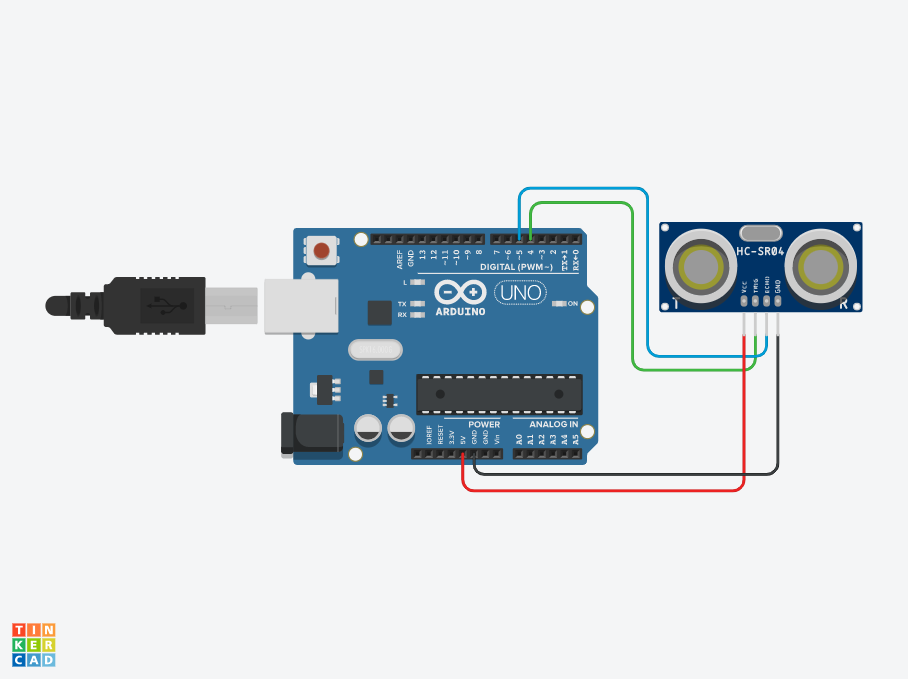 HC-SR04
VCC
TRIG
ECHO
GND
T
R
AREF
GND
13
12
~11
~10
~9
8
7
~6
~5
4
~3
2
TX→1
RX←0
DIGITAL (PWM~)
L
TX
RX
ARDUINO
UNO
ON
POWER
ANALOG IN
IOREF
RESET
3.3V
5V
GND
GND
Vin
A0
A1
A2
A3
A4
A5
TIN
KER
CAD